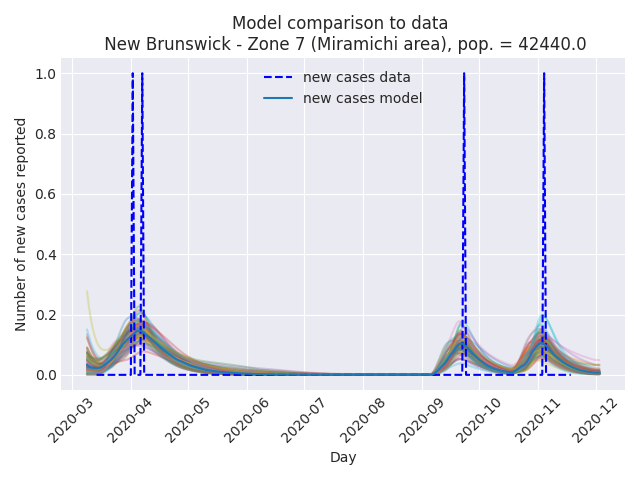 Model comparison to data
New Brunswick - Zone 7 (Miramichi area), pop. = 42440.0
new cases data
new cases model
Number of new cases reported
1.0
0.8
0.6
0.4
0.2
0.0
2020-03
2020-04
2020-05
2020-06
2020-07
2020-08
2020-09
2020-10
2020-11
2020-12
Day